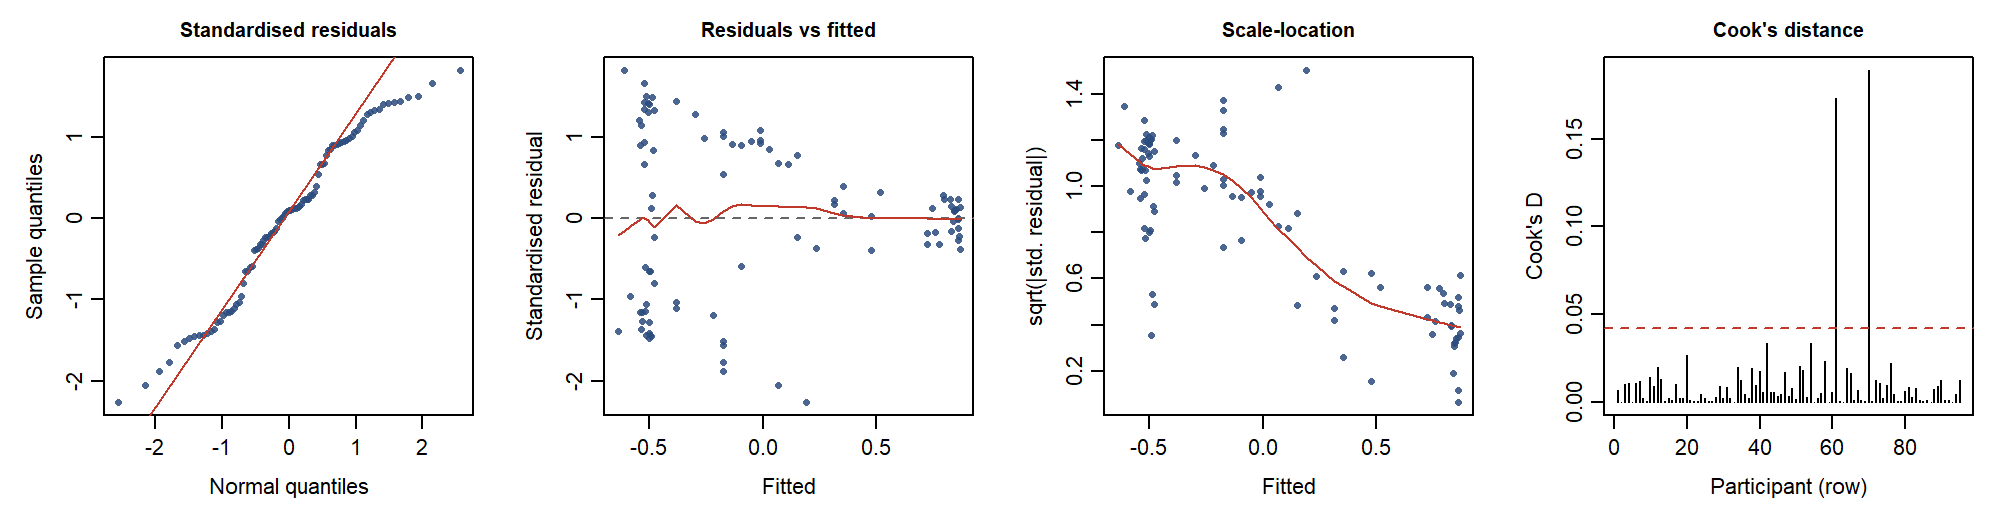 Standardised residuals
Sample quantiles
1
0
-1
-2
-2
-1
0
1
2
Normal quantiles
Residuals vs fitted
Standardised residual
1
0
-1
-2
-0.5
0.0
0.5
Fitted
Scale-location
sqrt(|std. residual|)
1.4
1.0
0.6
0.2
-0.5
0.0
0.5
Fitted
Cook's distance
Cook's D
0.15
0.10
0.05
0.00
0
20
40
60
80
Participant (row)